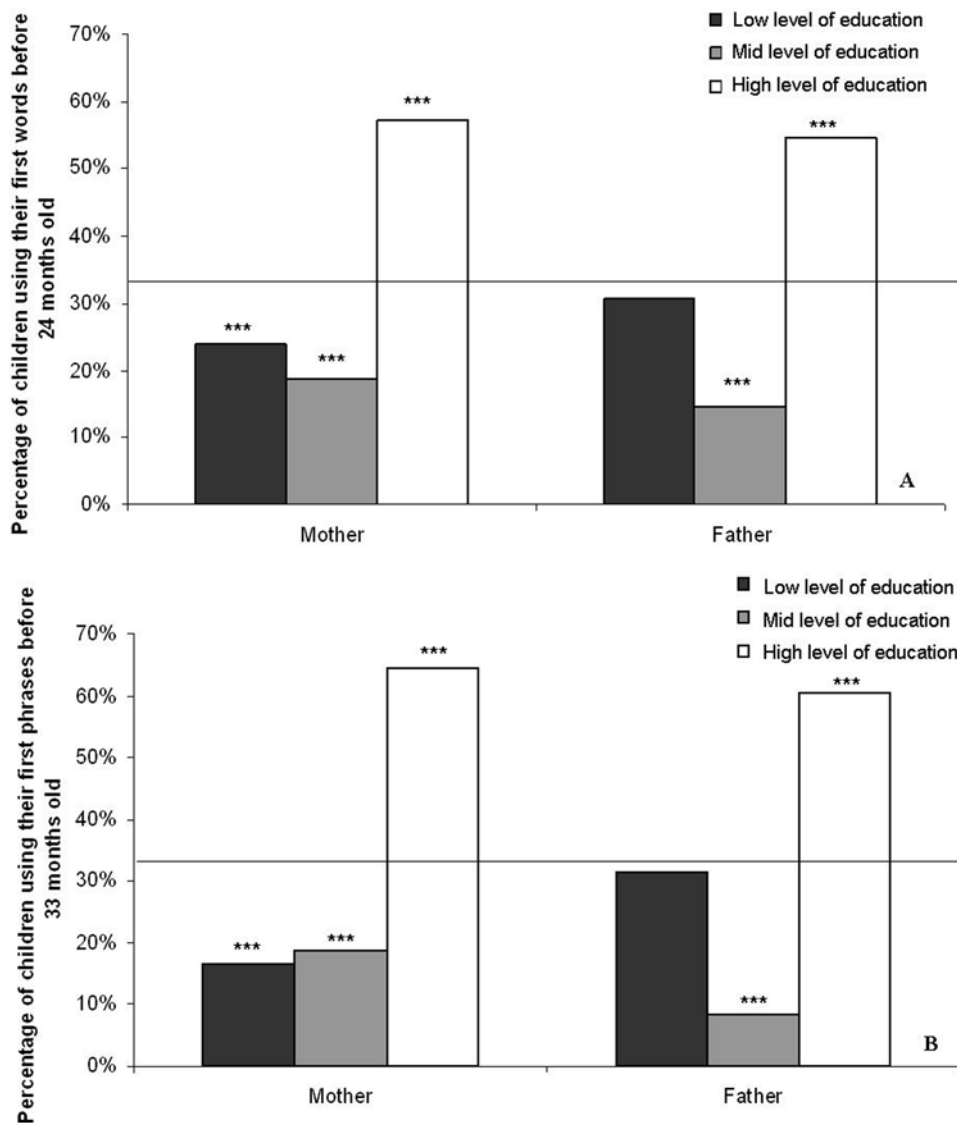 Percentage of children using their first words before
24 months old
70%
60%
50%
40%
30%
20%
10%
0%
Low level of education
Mid level of education
High level of education
***
***
***
***
***
A
Mother
Father
Percentage of children using their first phrases before
33 months old
70%
60%
50%
40%
30%
20%
10%
0%
Low level of education
Mid level of education
High level of education
***
***
***
***
***
B
Mother
Father